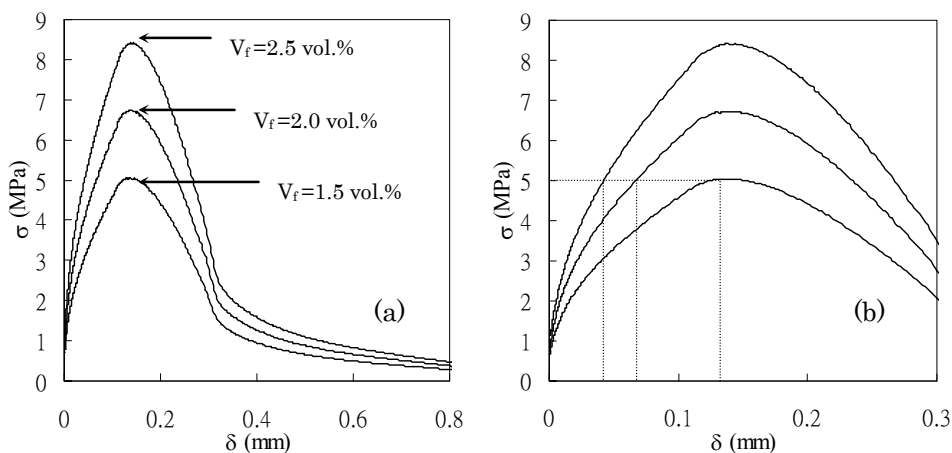 9
8
7
6
5
4
3
2
1
0
σ (MPa)
V_f=2.5 vol.%
V_f=2.0 vol.%
V_f=1.5 vol.%
(a)
0 0.2 0.4 0.6 0.8
δ (mm)
9
8
7
6
5
4
3
2
1
0
σ (MPa)
(b)
0 0.1 0.2 0.3
δ (mm)